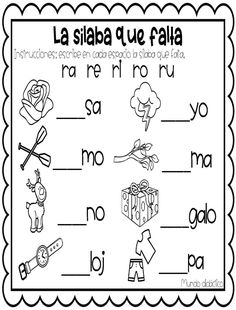 La sílaba que falta
Instrucciones: escribe en cada espacio la sílaba que falta.
ra re ri ro ru
___sa
___yo
___mo
___ma
___no
___galo
___loj
___pa
Mundo didáctico